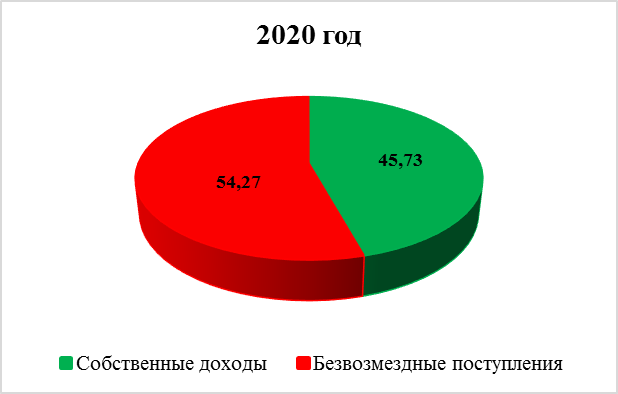 2020 год
45,73
54,27
Собственные доходы
Безвозмездные поступления